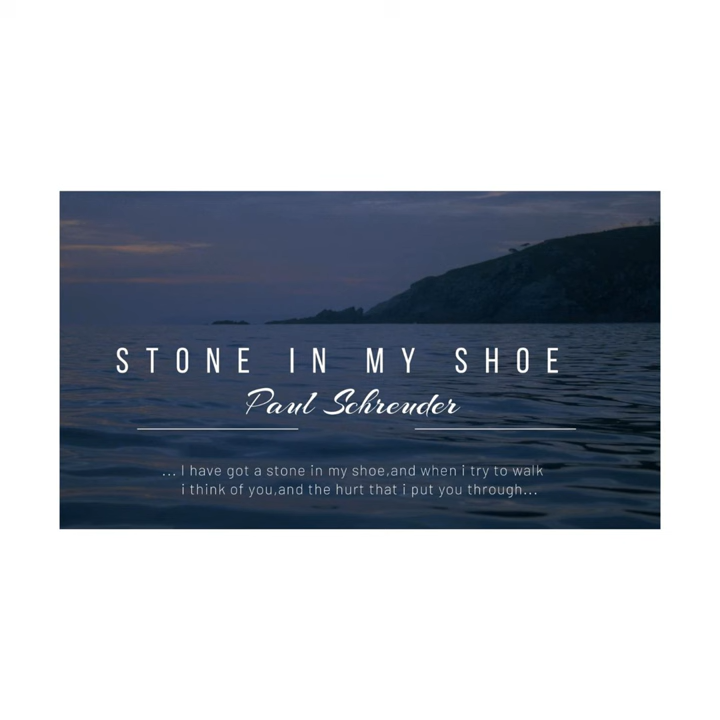 STONE IN MY SHOE
Paul Schreuder
... I have got a stone in my shoe,and when i try to walk
i think of you,and the hurt that i put you through...